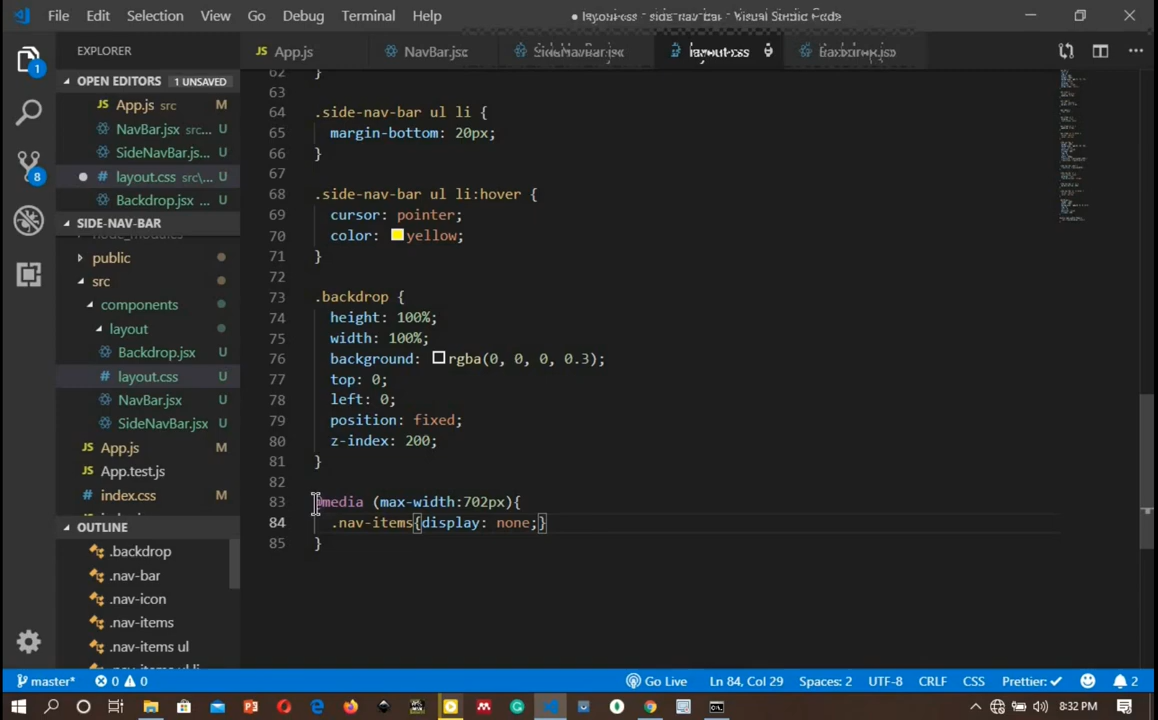 File Edit Selection View Go Debug Terminal Help
layout.css - side-nav-bar - Visual Studio Code
EXPLORER
App.js NavBar.jsx SideNavBar.jsx layout.css Backdrop.jsx
OPEN EDITORS 1 UNSAVED
JS App.js src M
NavBar.jsx src... U
SideNavBar.js... U
# layout.css src\... U
Backdrop.jsx ... U
SIDE-NAV-BAR
node_modules
public
src
components
layout
Backdrop.jsx U
# layout.css U
NavBar.jsx U
SideNavBar.jsx U
JS App.js M
JS App.test.js
# index.css M
OUTLINE
.backdrop
.nav-bar
.nav-icon
.nav-items
.nav-items ul
.nav-items ul li
1
8
62 }
63
64 .side-nav-bar ul li {
65 margin-bottom: 20px;
66 }
67
68 .side-nav-bar ul li:hover {
69 cursor: pointer;
70 color: yellow;
71 }
72
73 .backdrop {
74 height: 100%;
75 width: 100%;
76 background: rgba(0, 0, 0, 0.3);
77 top: 0;
78 left: 0;
79 position: fixed;
80 z-index: 200;
81 }
82
83 @media (max-width:702px){
84 .nav-items{display: none;}
85 }
master* 0 0 Go Live Ln 84, Col 29 Spaces: 2 UTF-8 CRLF CSS Prettier: ✓ 2
8:32 PM